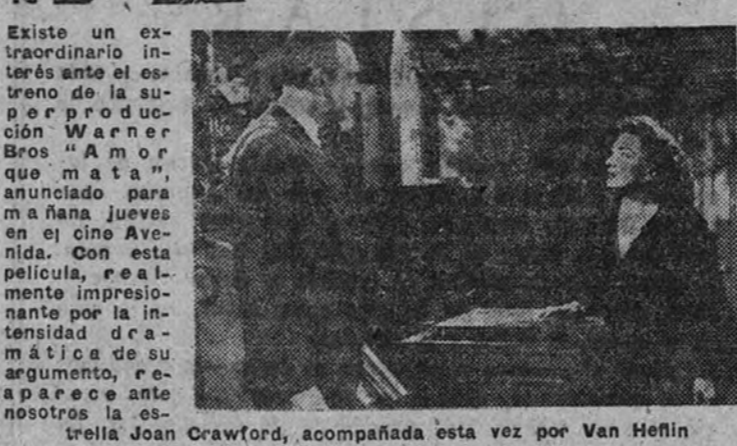 Existe un ex-
traordinario in-
terés ante el es-
treno de la su-
perproduc-
ción Warner
Bros "Amor
que mata",
anunciado para
mañana jueves
en el cine Ave-
nida. Con esta
película, real-
mente impresio-
nante por la in-
tensidad dra-
mática de su
argumento, re-
aparece ante
nosotros la es-
trella Joan Crawford, acompañada esta vez por Van Heflin